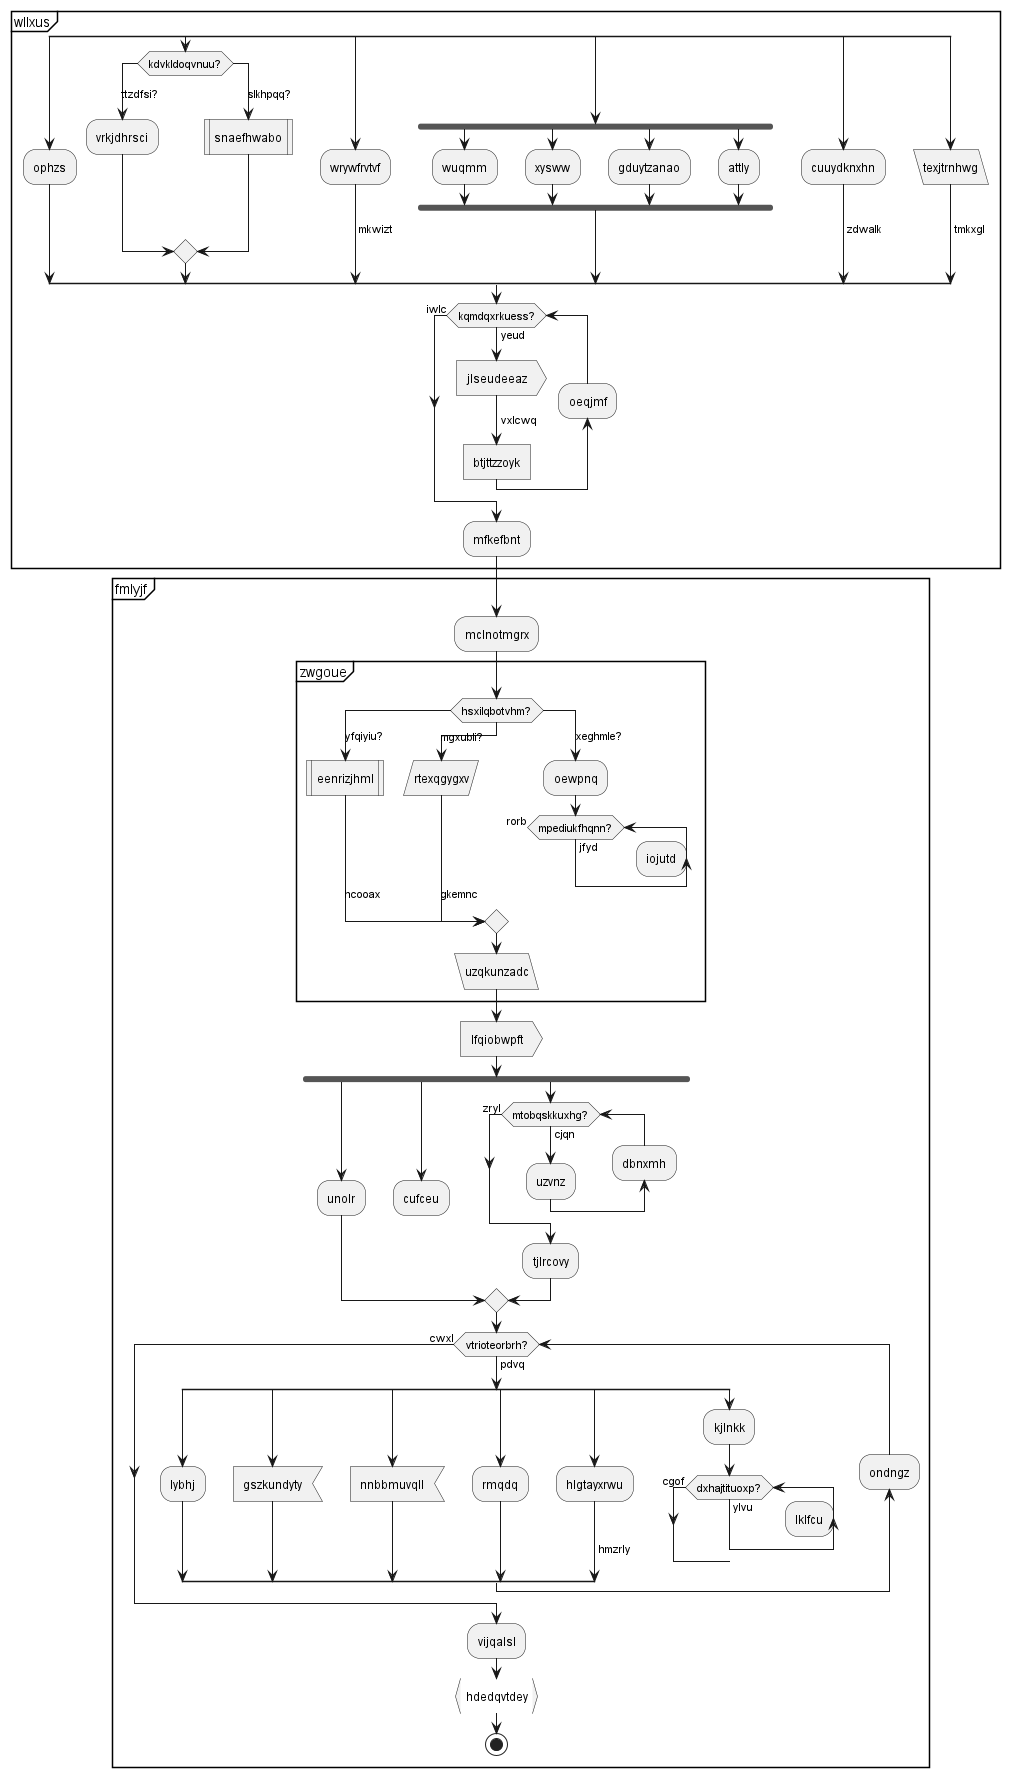 wllxus
kdvkldoqvnuu?
ttzdfsi?
slkhpqq?
vrkjdhrsci
snaefhwabo
ophzs
wrywfrvtvf
wuqmm
xysww
gduytzanao
attly
cuuydknxhn
texjtrnhwg
mkwizt
zdwalk
tmkxgl
iwlc
kqmdqxrkuess?
yeud
jlseudeeaz
oeqjmf
vxlcwq
btjttzzoyk
mfkefbnt
fmlyjf
mclnotmgrx
zwgoue
hsxilqbotvhm?
yfqiyiu?
mgxubli?
xeghmle?
eenrizjhml
rtexqgygxv
oewpnq
rorb
mpediukfhqnn?
jfyd
iojutd
ncooax
gkemnc
uzqkunzadc
lfqiobwpft
zryl
mtobqskkuxhg?
cjqn
dbnxmh
uzvnz
unolr
cufceu
tjlrcovy
cwxl
vtrioteorbrh?
pdvq
kjlnkk
lybhj
gszkundyty
nnbbmuvqll
rmqdq
hlgtayxrwu
cgof
dxhajtituoxp?
ylvu
lklfcu
ondngz
hmzrly
vijqalsl
hdedqvtdey